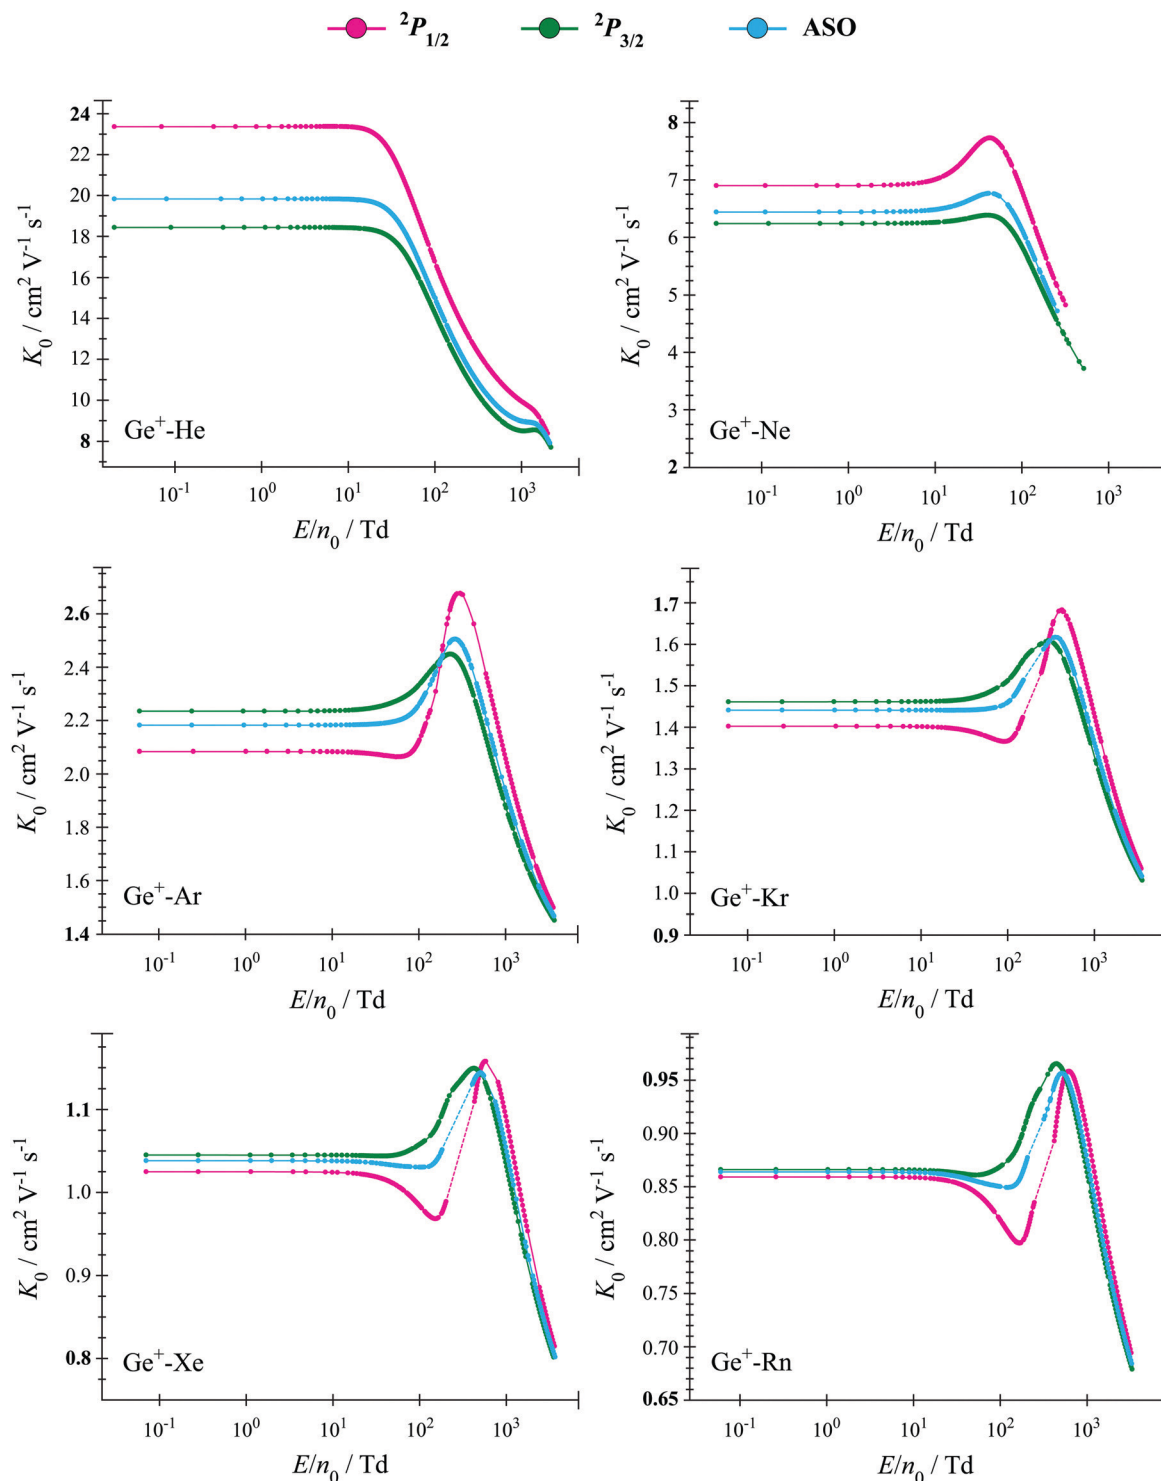 ²P₁/₂ ²P₃/₂ ASO
24
22
20
18
16
14
12
10
8
K₀ / cm² V⁻¹ s⁻¹
Ge⁺-He
10⁻¹ 10⁰ 10¹ 10² 10³
E/n₀ / Td
8
7
6
5
4
3
2
K₀ / cm² V⁻¹ s⁻¹
Ge⁺-Ne
10⁻¹ 10⁰ 10¹ 10² 10³
E/n₀ / Td
2.6
2.4
2.2
2.0
1.8
1.6
1.4
K₀ / cm² V⁻¹ s⁻¹
Ge⁺-Ar
10⁻¹ 10⁰ 10¹ 10² 10³
E/n₀ / Td
1.7
1.6
1.5
1.4
1.3
1.2
1.1
1.0
0.9
K₀ / cm² V⁻¹ s⁻¹
Ge⁺-Kr
10⁻¹ 10⁰ 10¹ 10² 10³
E/n₀ / Td
1.1
1.0
0.9
0.8
K₀ / cm² V⁻¹ s⁻¹
Ge⁺-Xe
10⁻¹ 10⁰ 10¹ 10² 10³
E/n₀ / Td
0.95
0.90
0.85
0.80
0.75
0.70
0.65
K₀ / cm² V⁻¹ s⁻¹
Ge⁺-Rn
10⁻¹ 10⁰ 10¹ 10² 10³
E/n₀ / Td